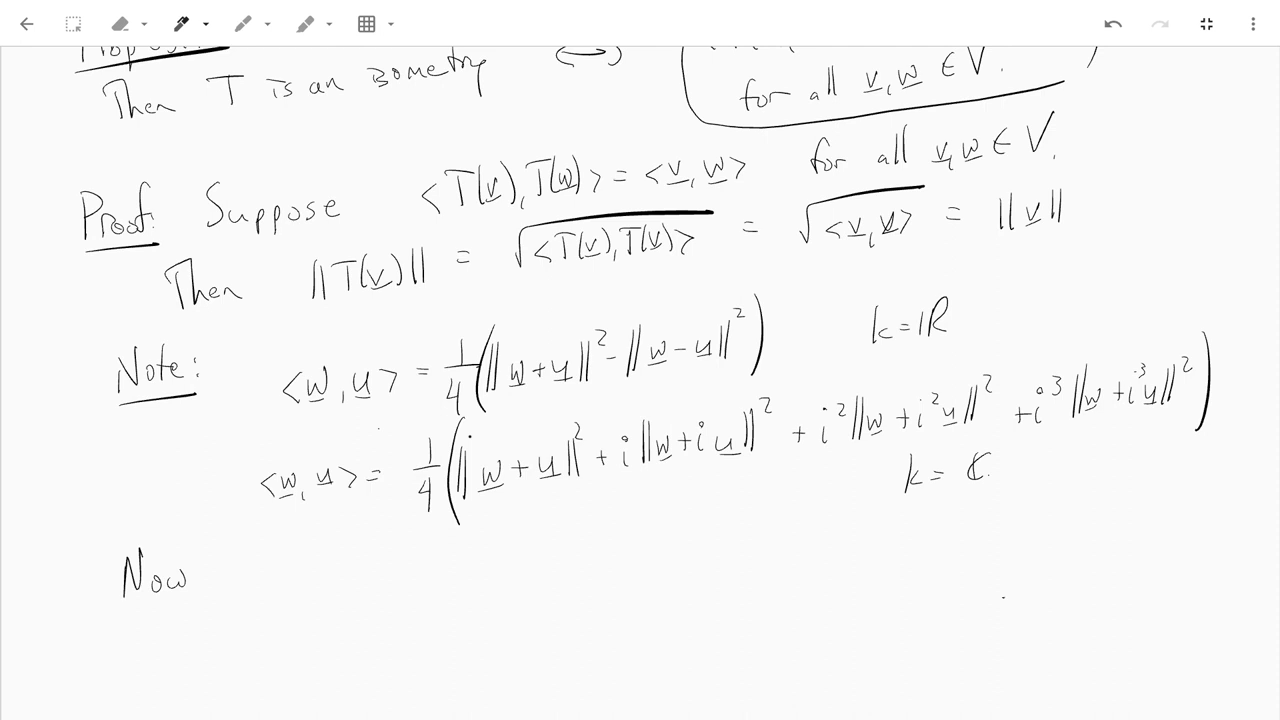 Then T is an isometry ⟺
for all v, w ∈ V.
Proof: Suppose <T(v), T(w)> = <v, w> for all v, w ∈ V.
Then ||T(v)|| = √<T(v), T(v)> = √<v, v> = ||v||
Note: <w, u> = 1/4 (||w + u||² - ||w - u||²) k = ℝ
<w, u> = 1/4 (||w + u||² + i||w + i u||² + i²||w + i²u||² + i³||w + i³u||²)
k = ℂ.
Now